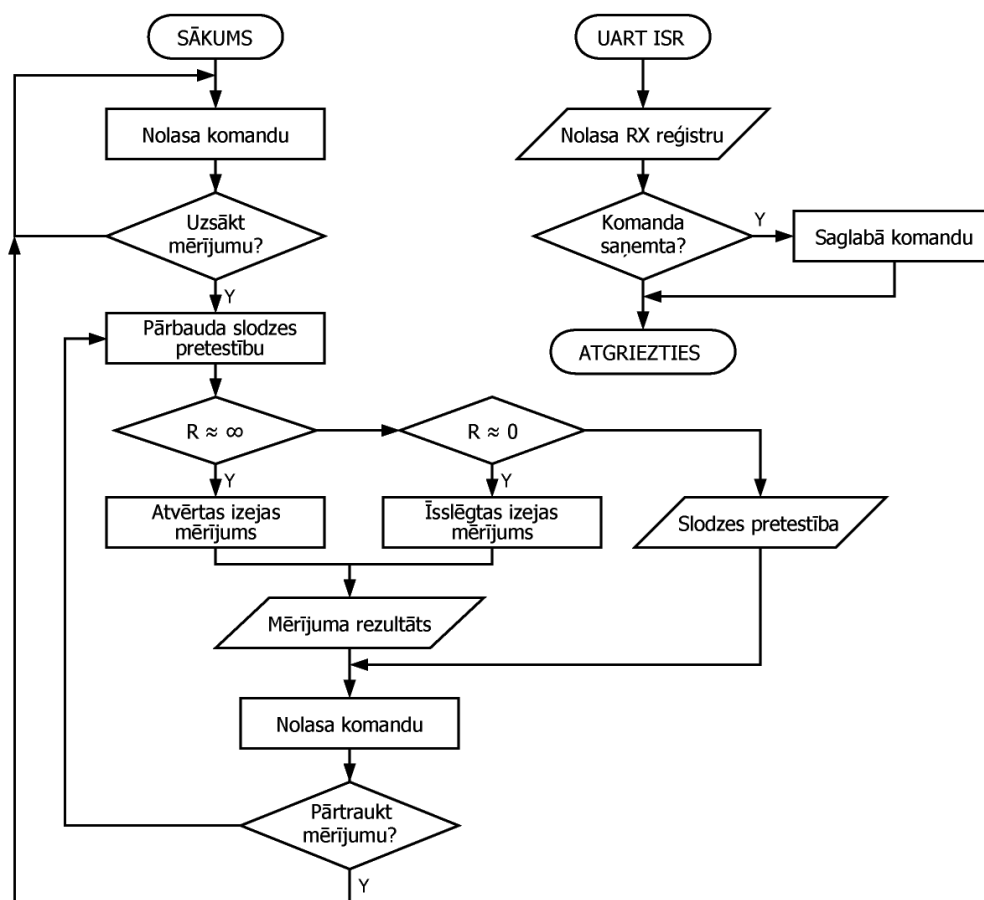 SĀKUMS
Nolasa komandu
Uzsākt
mērījumu?
Y
Pārbauda slodzes
pretestību
R ≈ ∞
R ≈ 0
Y
Y
Atvērtas izejas
mērījums
Īsslēgtas izejas
mērījums
Slodzes pretestība
Mērījuma rezultāts
Nolasa komandu
Pārtraukt
mērījumu?
Y
UART ISR
Nolasa RX reģistru
Komanda
saņemta?
Y
Saglabā komandu
ATGRIEZTIES